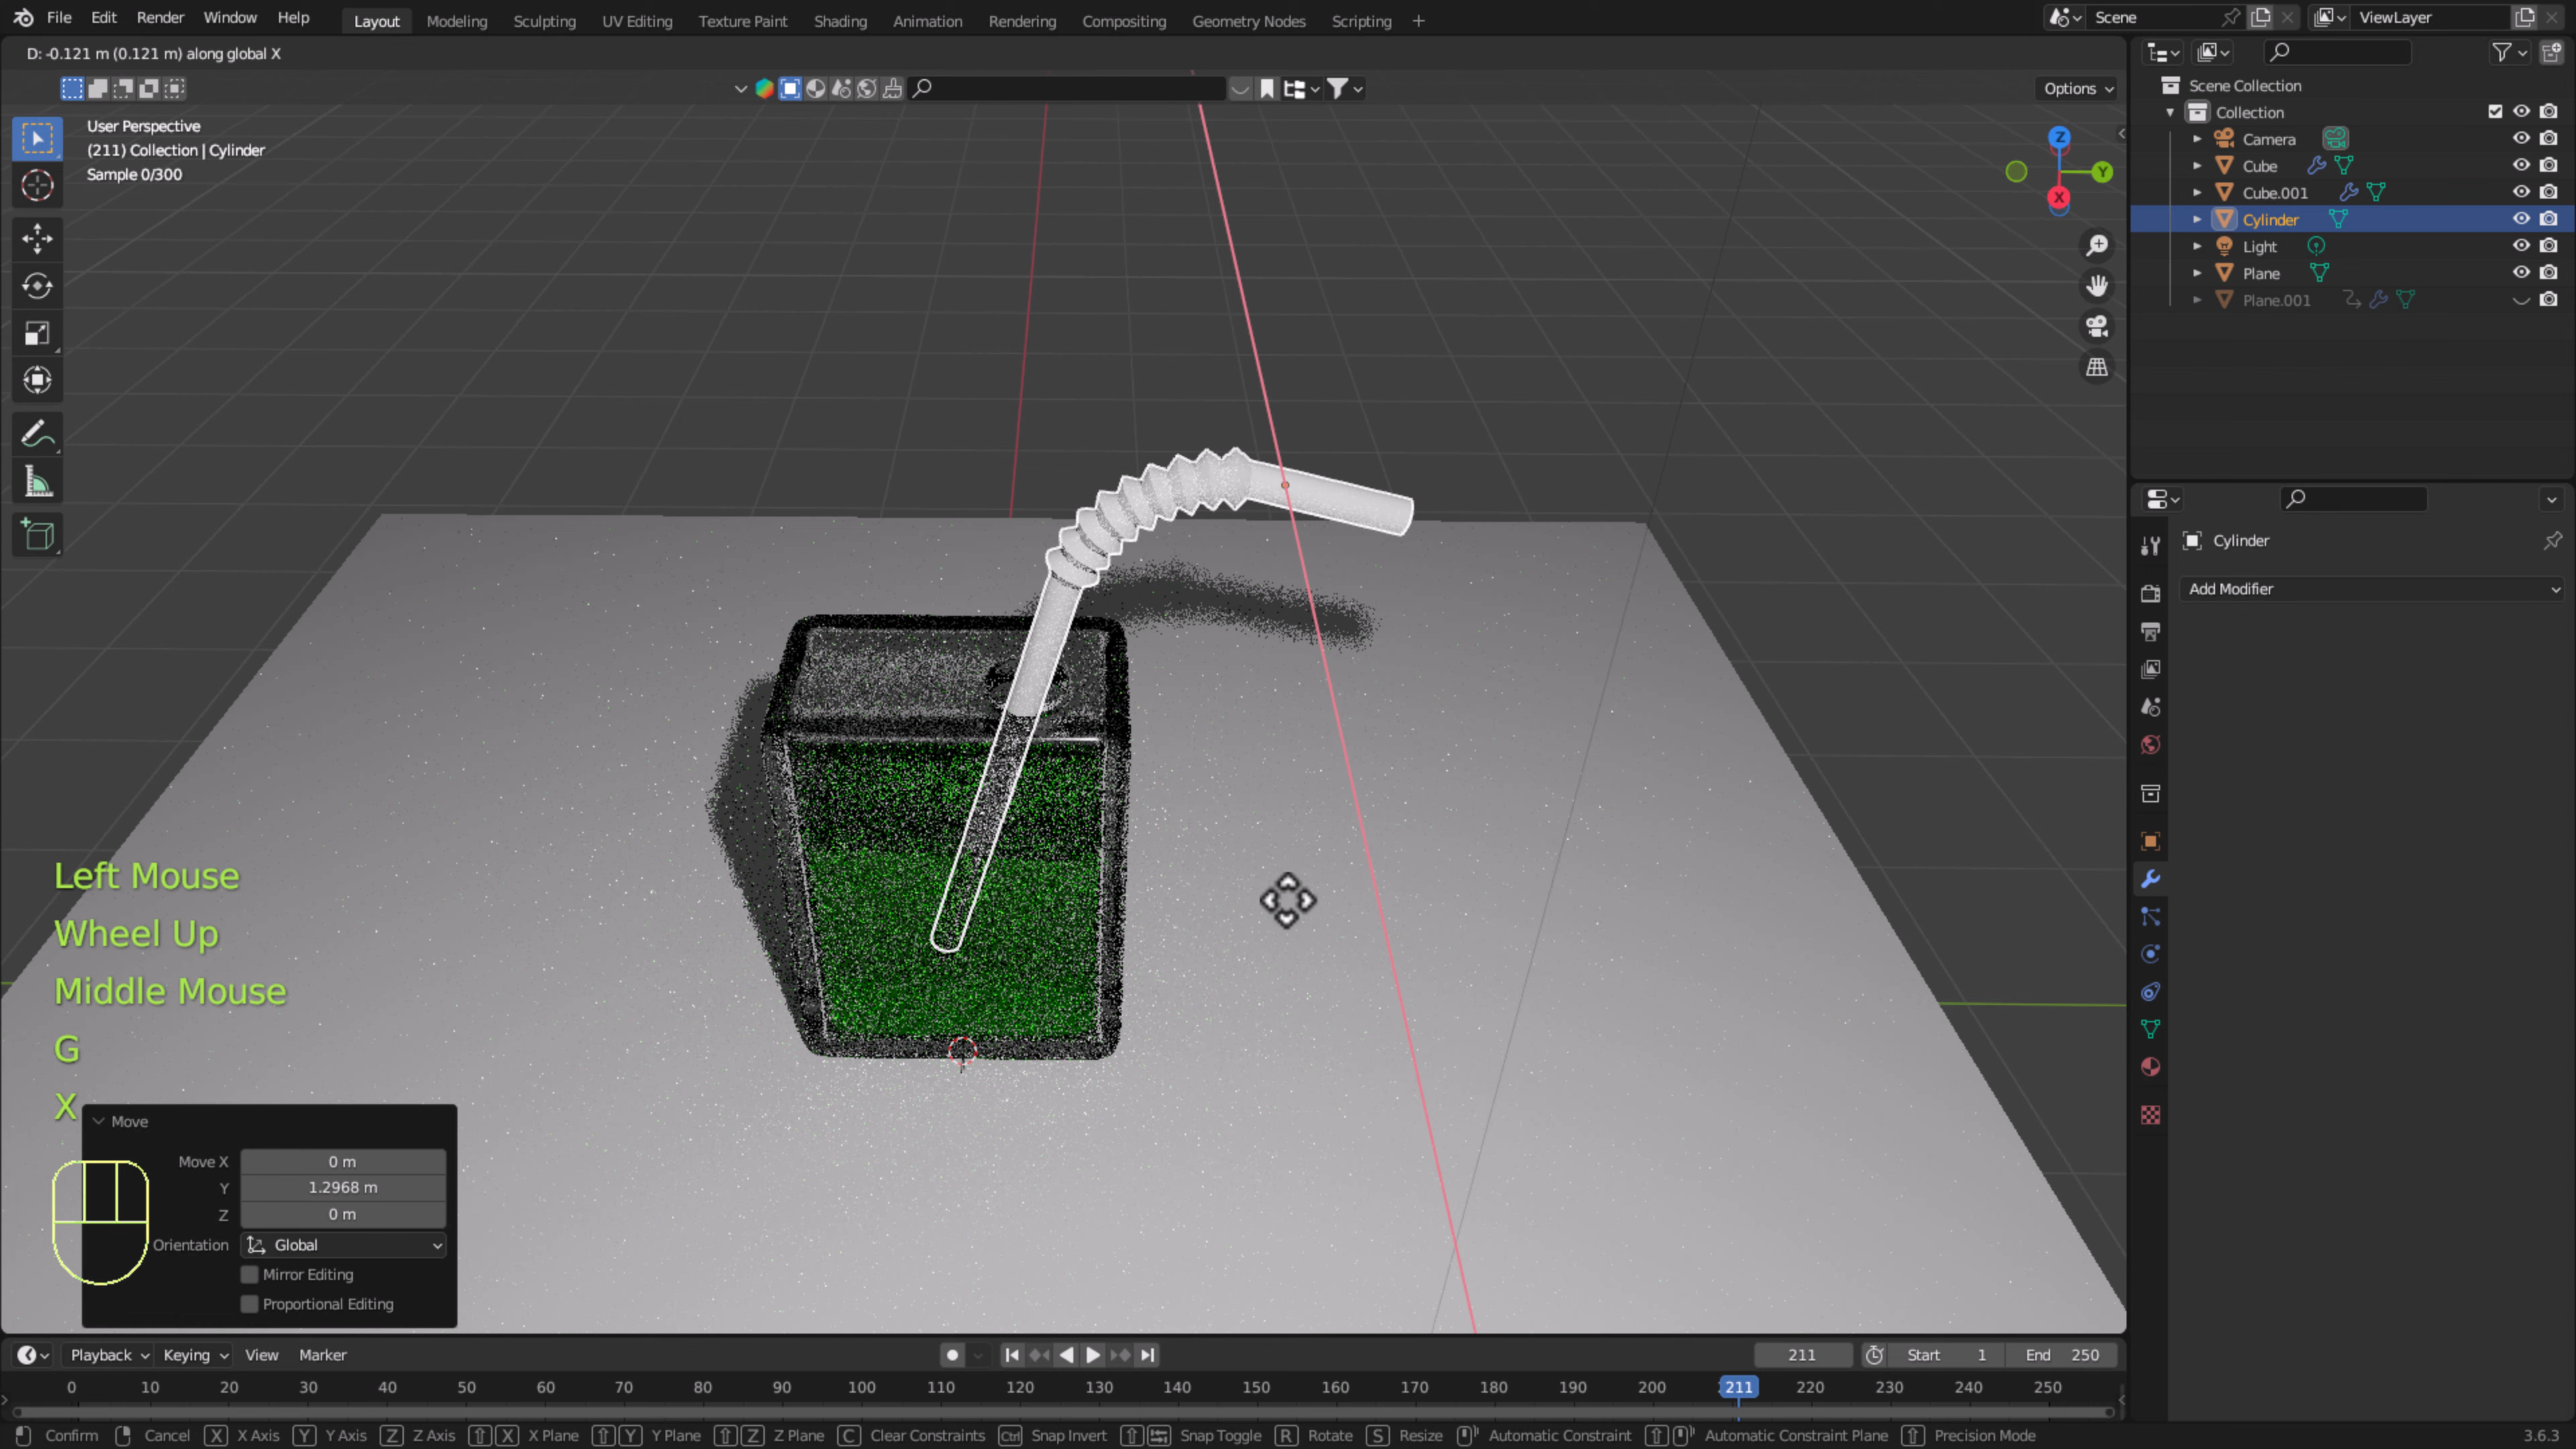 File Edit Render Window Help Layout Modeling Sculpting UV Editing Texture Paint Shading Animation Rendering Compositing Geometry Nodes Scripting + Scene ViewLayer
D: -0.121 m (0.121 m) along global X
Options
User Perspective
(211) Collection | Cylinder
Sample 0/300
Z
Y
X
Scene Collection
Collection
Camera
Cube
Cube.001
Cylinder
Light
Plane
Plane.001
Cylinder
Add Modifier
Left Mouse
Wheel Up
Middle Mouse
G
X
Move
Move X 0 m
Y 1.2968 m
Z 0 m
Orientation Global
Mirror Editing
Proportional Editing
Playback Keying View Marker 211 Start 1 End 250
0 10 20 30 40 50 60 70 80 90 100 110 120 130 140 150 160 170 180 190 200 211 220 230 240 250
Confirm Cancel X X Axis Y Y Axis Z Z Axis X X Plane Y Y Plane Z Z Plane C Clear Constraints Ctrl Snap Invert Snap Toggle R Rotate S Resize Automatic Constraint Automatic Constraint Plane Precision Mode 3.6.3